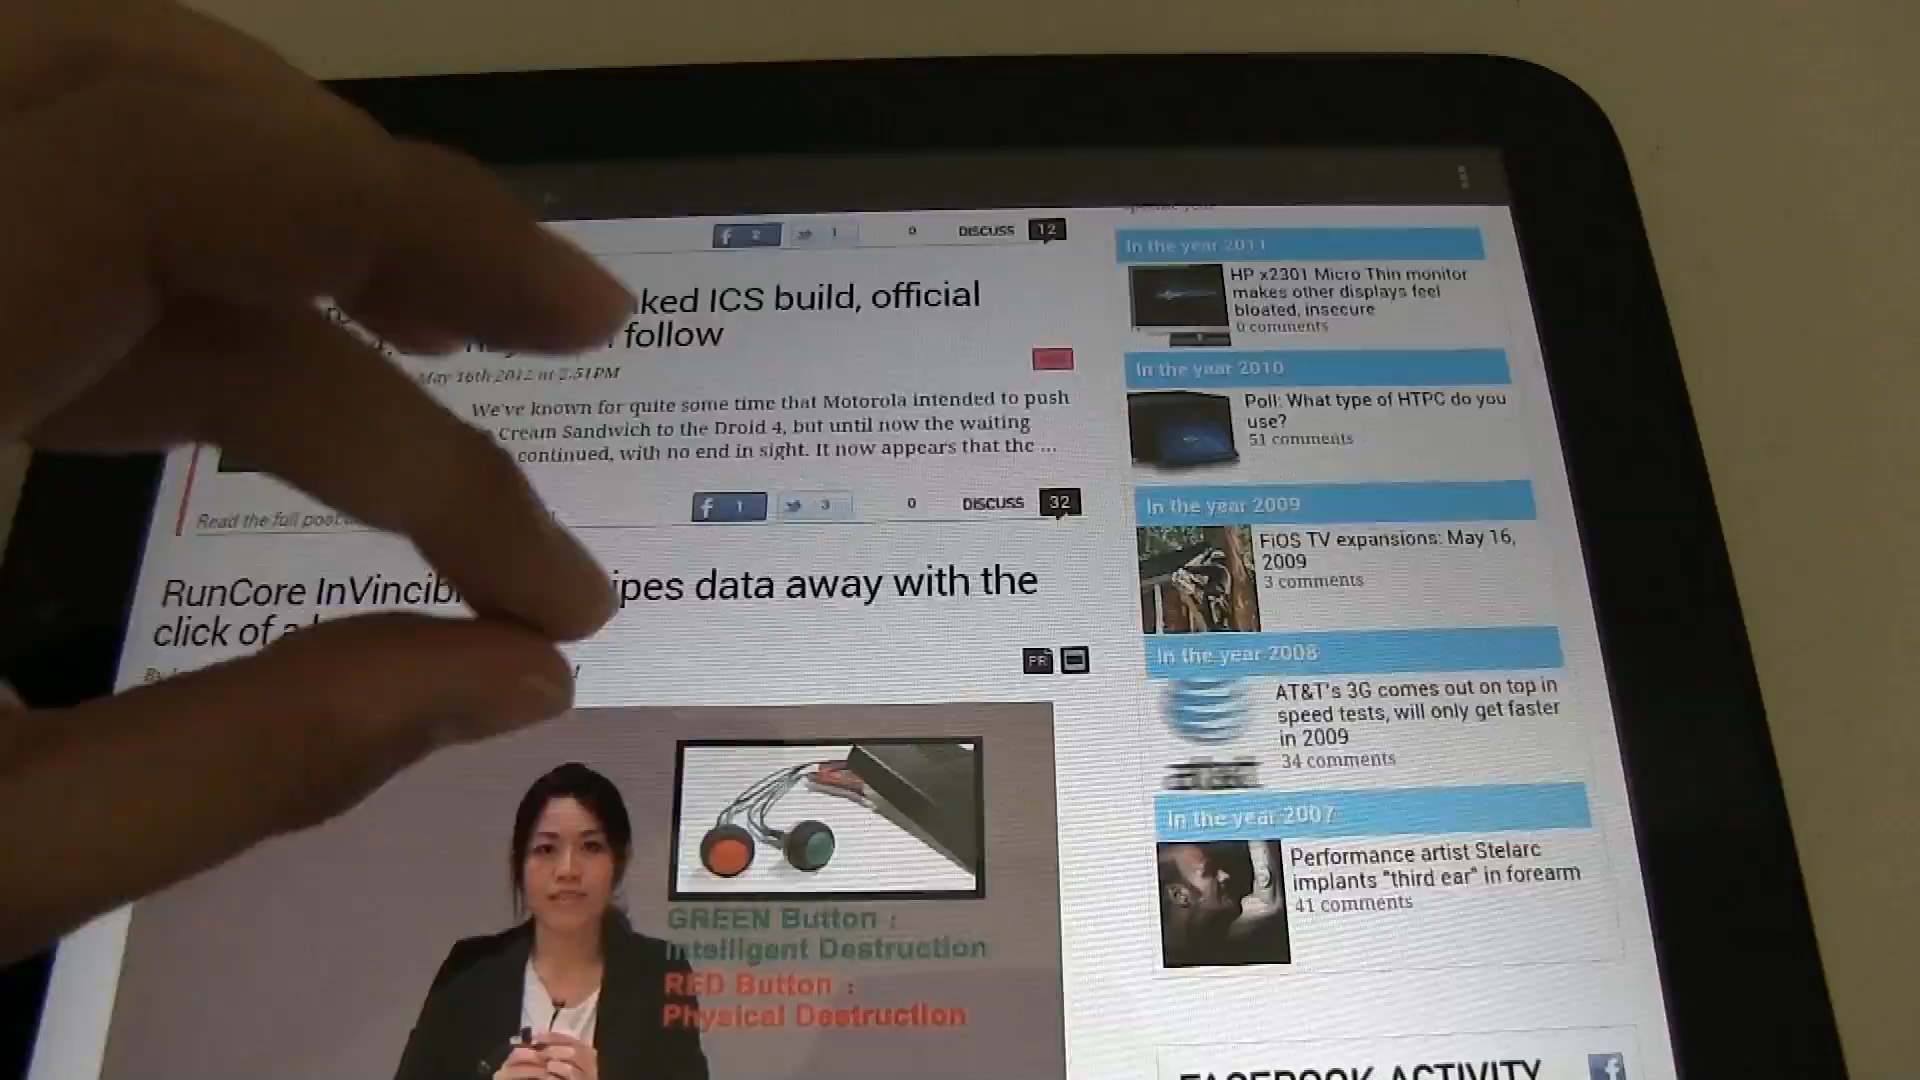 2
1
0
DISCUSS
12
ked ICS build, official
follow
May 16th 2012 at 2:51PM
We've known for quite some time that Motorola intended to push
Cream Sandwich to the Droid 4, but until now the waiting
continued, with no end in sight. It now appears that the ...
Read the full post
f 1
3
0
DISCUSS
32
RunCore InVincib ipes data away with the
click of a
By
PR
GREEN Button :
Intelligent Destruction
RED Button :
Physical Destruction
In the year 2011
HP x2301 Micro Thin monitor
makes other displays feel
bloated, insecure
0 comments
In the year 2010
Poll: What type of HTPC do you
use?
51 comments
In the year 2009
FiOS TV expansions: May 16,
2009
3 comments
In the year 2008
AT&T's 3G comes out on top in
speed tests, will only get faster
in 2009
34 comments
at&t
In the year 2007
Performance artist Stelarc
implants "third ear" in forearm
41 comments
FACEBOOK ACTIVITY
f